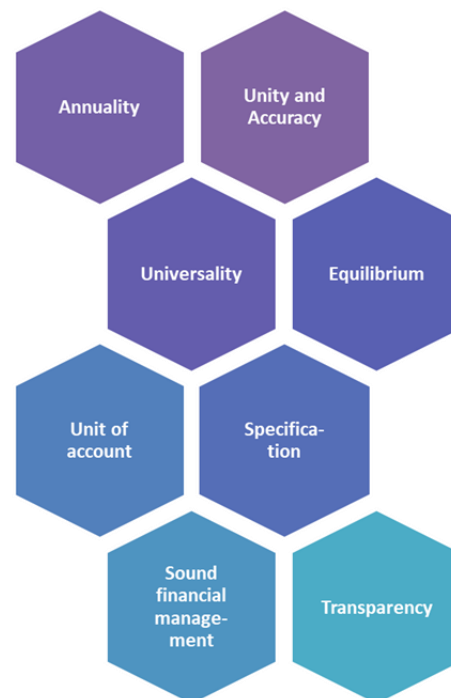 Annuality
Unity and
Accuracy
Universality
Equilibrium
Unit of
account
Specifica-
tion
Sound
financial
manage-
ment
Transparency